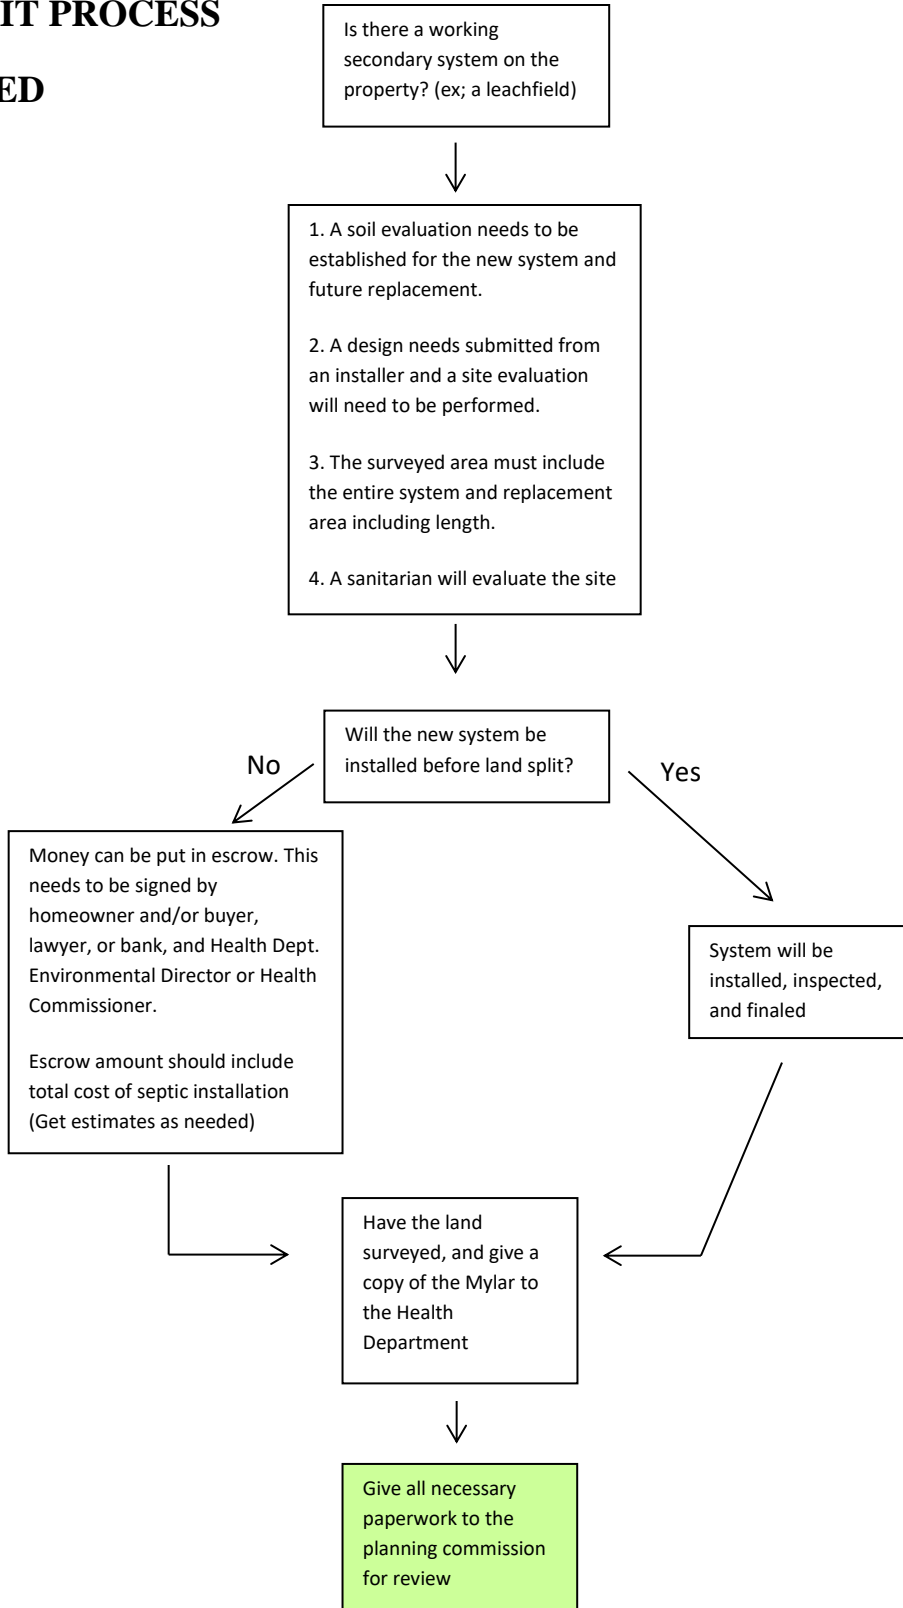 IT PROCESS
ED
Is there a working
secondary system on the
property? (ex; a leachfield)
1. A soil evaluation needs to be
established for the new system and
future replacement.
2. A design needs submitted from
an installer and a site evaluation
will need to be performed.
3. The surveyed area must include
the entire system and replacement
area including length.
4. A sanitarian will evaluate the site
Will the new system be
installed before land split?
No
Yes
Money can be put in escrow. This
needs to be signed by
homeowner and/or buyer,
lawyer, or bank, and Health Dept.
Environmental Director or Health
Commissioner.
Escrow amount should include
total cost of septic installation
(Get estimates as needed)
System will be
installed, inspected,
and finaled
Have the land
surveyed, and give a
copy of the Mylar to
the Health
Department
Give all necessary
paperwork to the
planning commission
for review